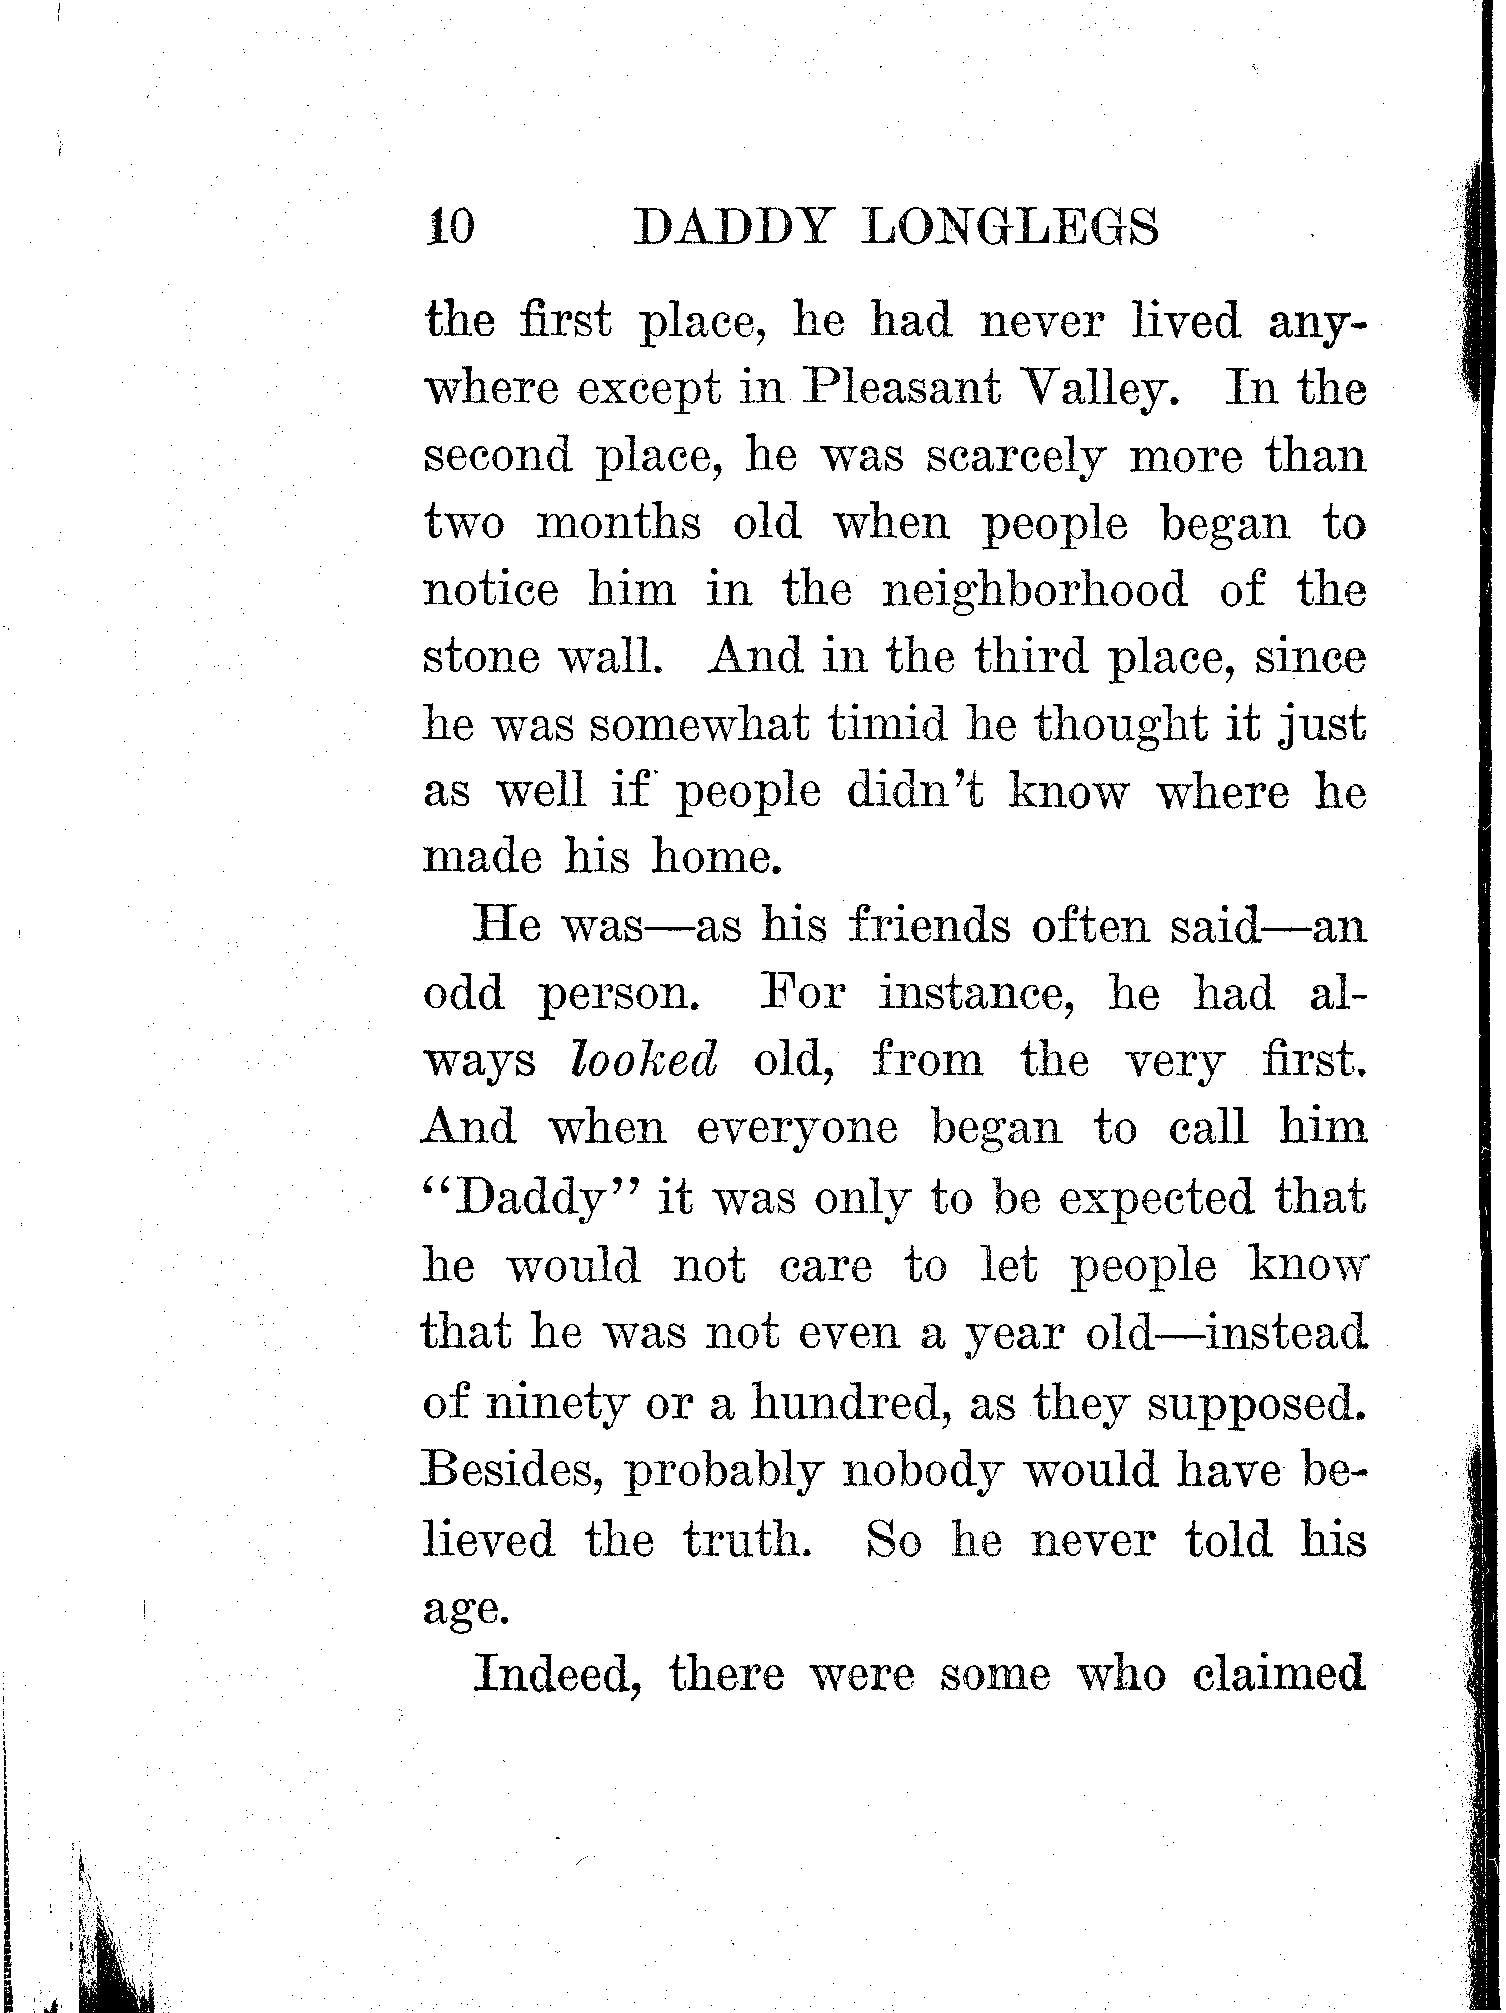 10 DADDY LONGLEGS
the first place, he had never lived any-
where except in Pleasant Valley. In the
second place, he was scarcely more than
two months old when people began to
notice him in the neighborhood of the
stone wall. And in the third place, since
he was somewhat timid he thought it just
as well if people didn't know where he
made his home.
He was—as his friends often said—an
odd person. For instance, he had al-
ways looked old, from the very first.
And when everyone began to call him
"Daddy" it was only to be expected that
he would not care to let people know
that he was not even a year old—instead
of ninety or a hundred, as they supposed.
Besides, probably nobody would have be-
lieved the truth. So he never told his
age.
Indeed, there were some who claimed